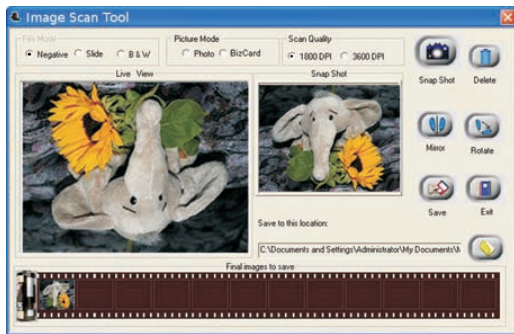 Image Scan Tool
Film Mode
Picture Mode
Scan Quality
Negative
Slide
B & W
Photo
BizCard
1800 DPI
3600 DPI
Live View
Snap Shot
Snap Shot
Delete
Mirror
Rotate
Save
Exit
Save to this location:
C:\Documents and Settings\Administrator\My Documents\
Final images to save